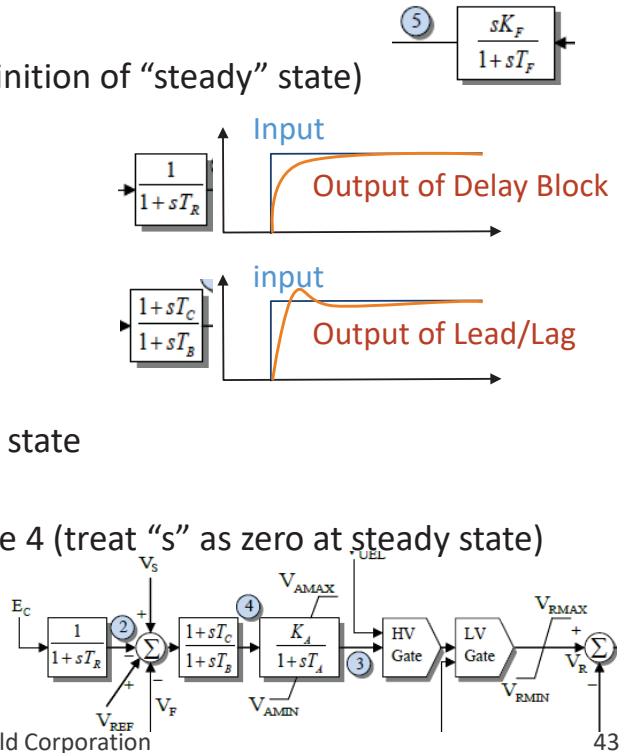 5
sK_F
1+sT_F
inition of “steady” state)
Input
1
1+sT_R
Output of Delay Block
input
1+sT_C
1+sT_B
Output of Lead/Lag
state
e 4 (treat “s” as zero at steady state)
V_S
V_AMAX
V_RMAX
E_C
1
1+sT_R
2
+
−
Σ
+
−
1+sT_C
1+sT_B
4
K_A
1+sT_A
3
HV
Gate
LV
Gate
V_R
+
Σ
−
V_REF
V_F
V_AMIN
V_RMIN
ld Corporation
43